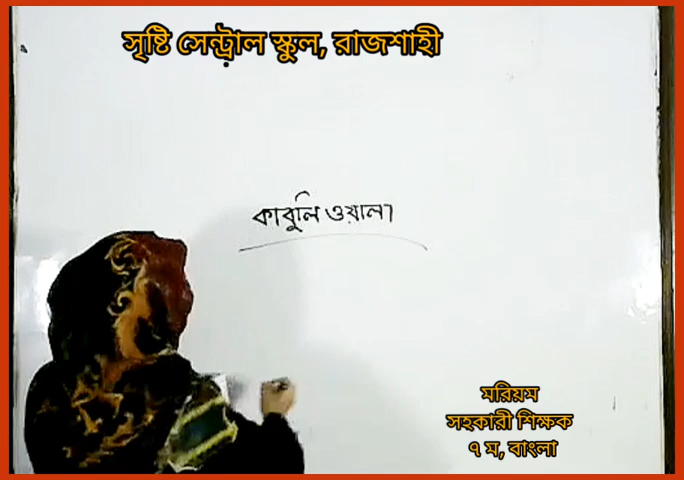 সৃষ্টি সেন্ট্রাল স্কুল, রাজশাহী
কাবুলিওয়ালা
মরিয়ম
সহকারী শিক্ষক
৭ ম, বাংলা